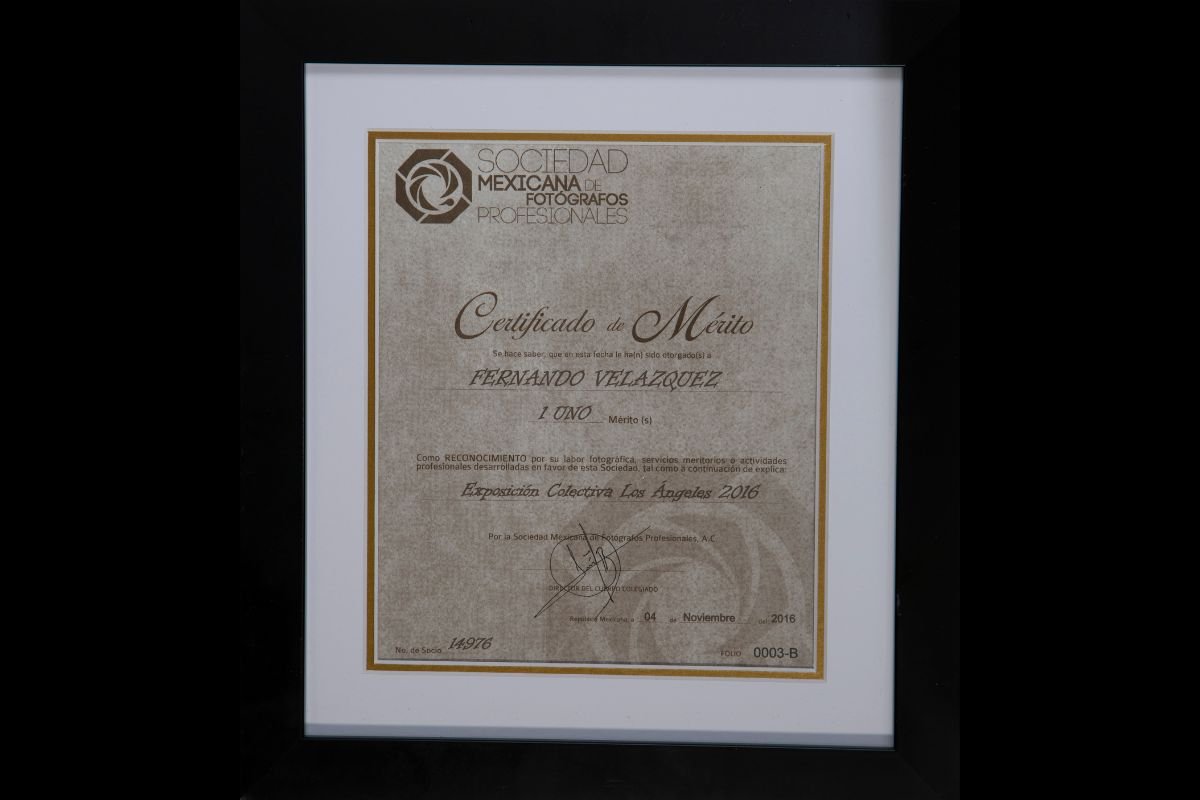 SOCIEDAD
MEXICANA DE
FOTÓGRAFOS
PROFESIONALES
Certificado de Mérito
Se hace saber, que en esta fecha le ha(n) sido otorgado(s) a
FERNANDO VELAZQUEZ
1 UNO Mérito (s)
Como RECONOCIMIENTO por su labor fotográfica, servicios meritorios o actividades
profesionales desarrolladas en favor de esta Sociedad, tal como a continuación de explica:
Exposición Colectiva Los Ángeles 2016
Por la Sociedad Mexicana de Fotógrafos Profesionales, A.C.
DIRECTOR DEL CUERPO COLEGIADO
República Mexicana, a 04 de Noviembre del 2016
No. de Socio 14976
FOLIO 0003-B